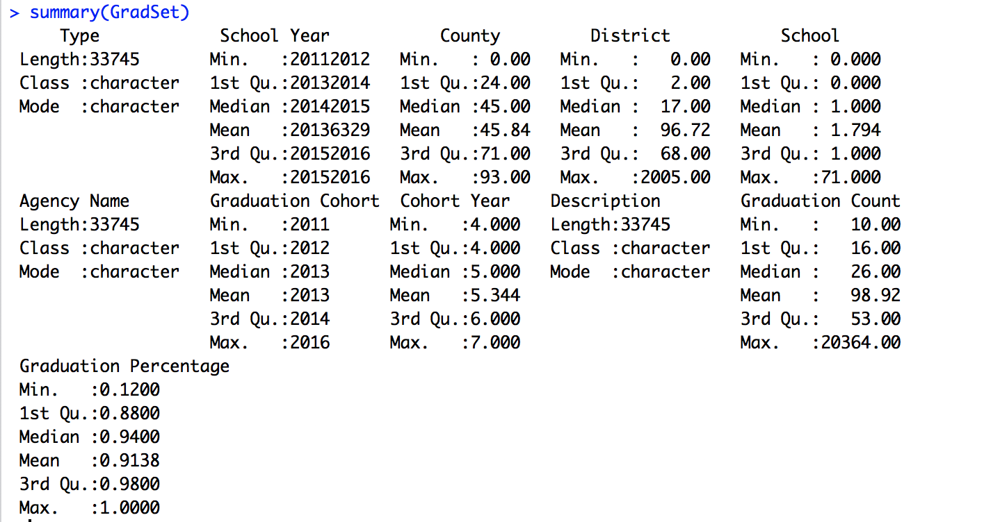 > summary(GradSet)
Type School Year County District School
Length:33745 Min. :20112012 Min. : 0.00 Min. : 0.00 Min. : 0.000
Class :character 1st Qu.:20132014 1st Qu.:24.00 1st Qu.: 2.00 1st Qu.: 0.000
Mode :character Median :20142015 Median :45.00 Median : 17.00 Median : 1.000
Mean :20136329 Mean :45.84 Mean : 96.72 Mean : 1.794
3rd Qu.:20152016 3rd Qu.:71.00 3rd Qu.: 68.00 3rd Qu.: 1.000
Max. :20152016 Max. :93.00 Max. :2005.00 Max. :71.000
Agency Name Graduation Cohort Cohort Year Description Graduation Count
Length:33745 Min. :2011 Min. :4.000 Length:33745 Min. : 10.00
Class :character 1st Qu.:2012 1st Qu.:4.000 Class :character 1st Qu.: 16.00
Mode :character Median :2013 Median :5.000 Mode :character Median : 26.00
Mean :2013 Mean :5.344 Mean : 98.92
3rd Qu.:2014 3rd Qu.:6.000 3rd Qu.: 53.00
Max. :2016 Max. :7.000 Max. :20364.00
Graduation Percentage
Min. :0.1200
1st Qu.:0.8800
Median :0.9400
Mean :0.9138
3rd Qu.:0.9800
Max. :1.0000